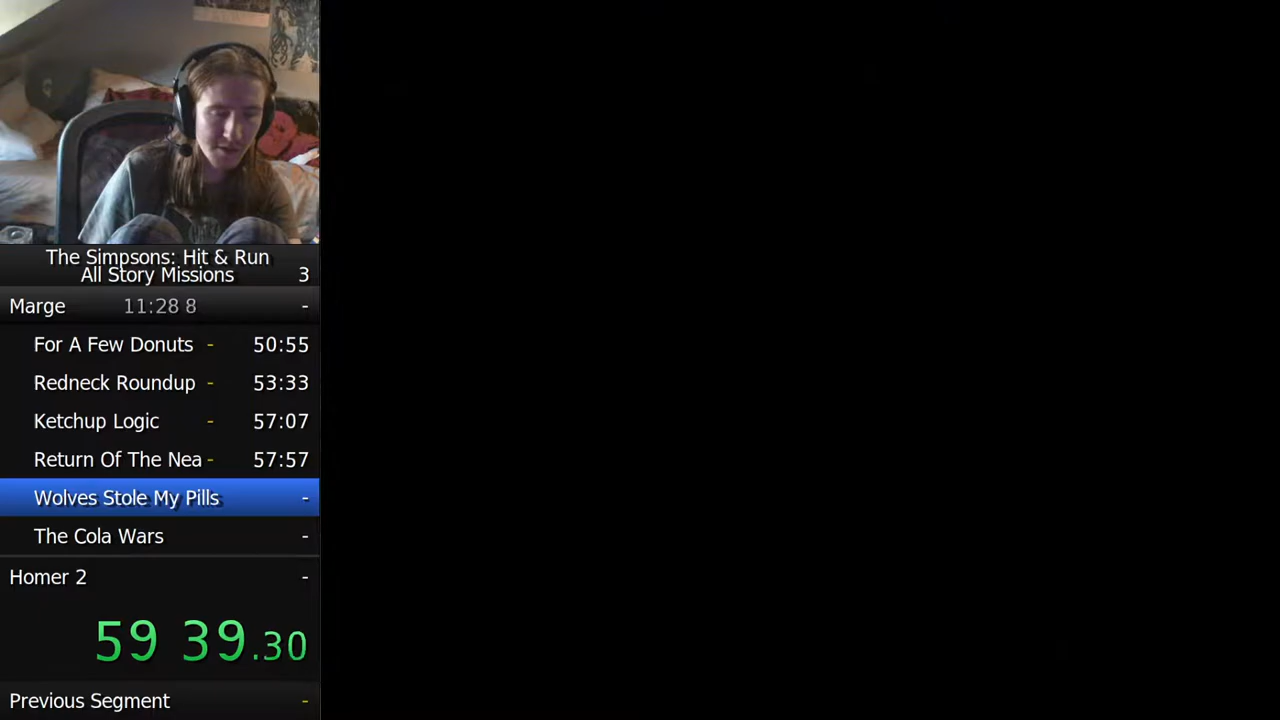 The Simpsons: Hit & Run
All Story Missions 3
Marge 11:28 8 -
For A Few Donuts - 50:55
Redneck Roundup - 53:33
Ketchup Logic - 57:07
Return Of The Nea - 57:57
Wolves Stole My Pills -
The Cola Wars -
Homer 2 -
59 39.30
Previous Segment -